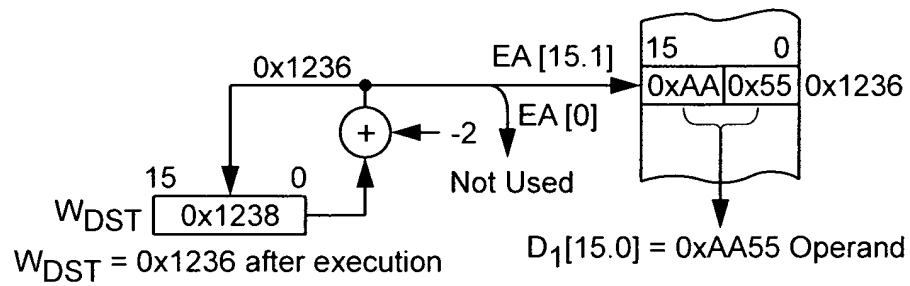 0x1236
EA [15.1]
15 0
0xAA 0x55 0x1236
EA [0]
+
-2
Not Used
15 0
WDST 0x1238
D1[15.0] = 0xAA55 Operand
WDST = 0x1236 after execution